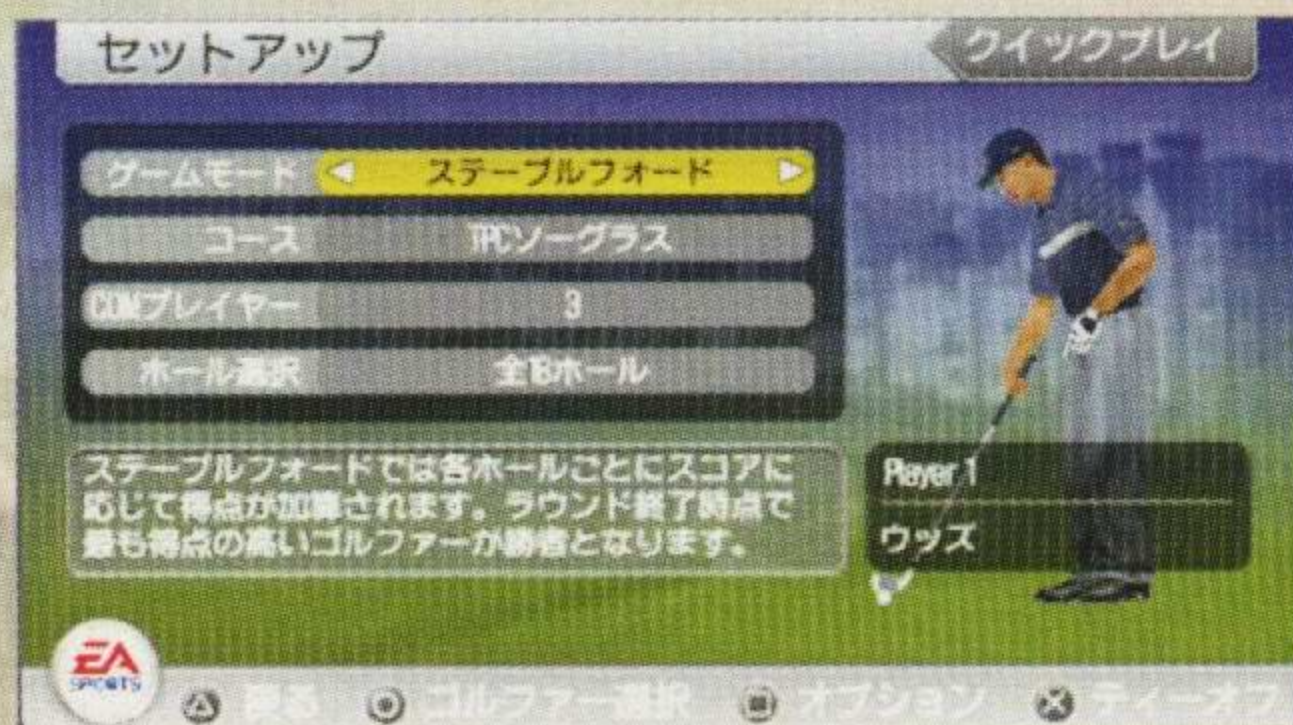 セットアップ
クイックプレイ
ゲームモード ステーブルフォード
コース TPCソーグラス
COMプレイヤー 3
ホール選択 全18ホール
ステーブルフォードでは各ホールごとにスコアに
応じて得点が加算されます。ラウンド終了時点で
最も得点の高いゴルファーが勝者となります。
Player 1
ウッズ
EA
SPORTS
戻る ゴルファー選択 オプション ティーオフ